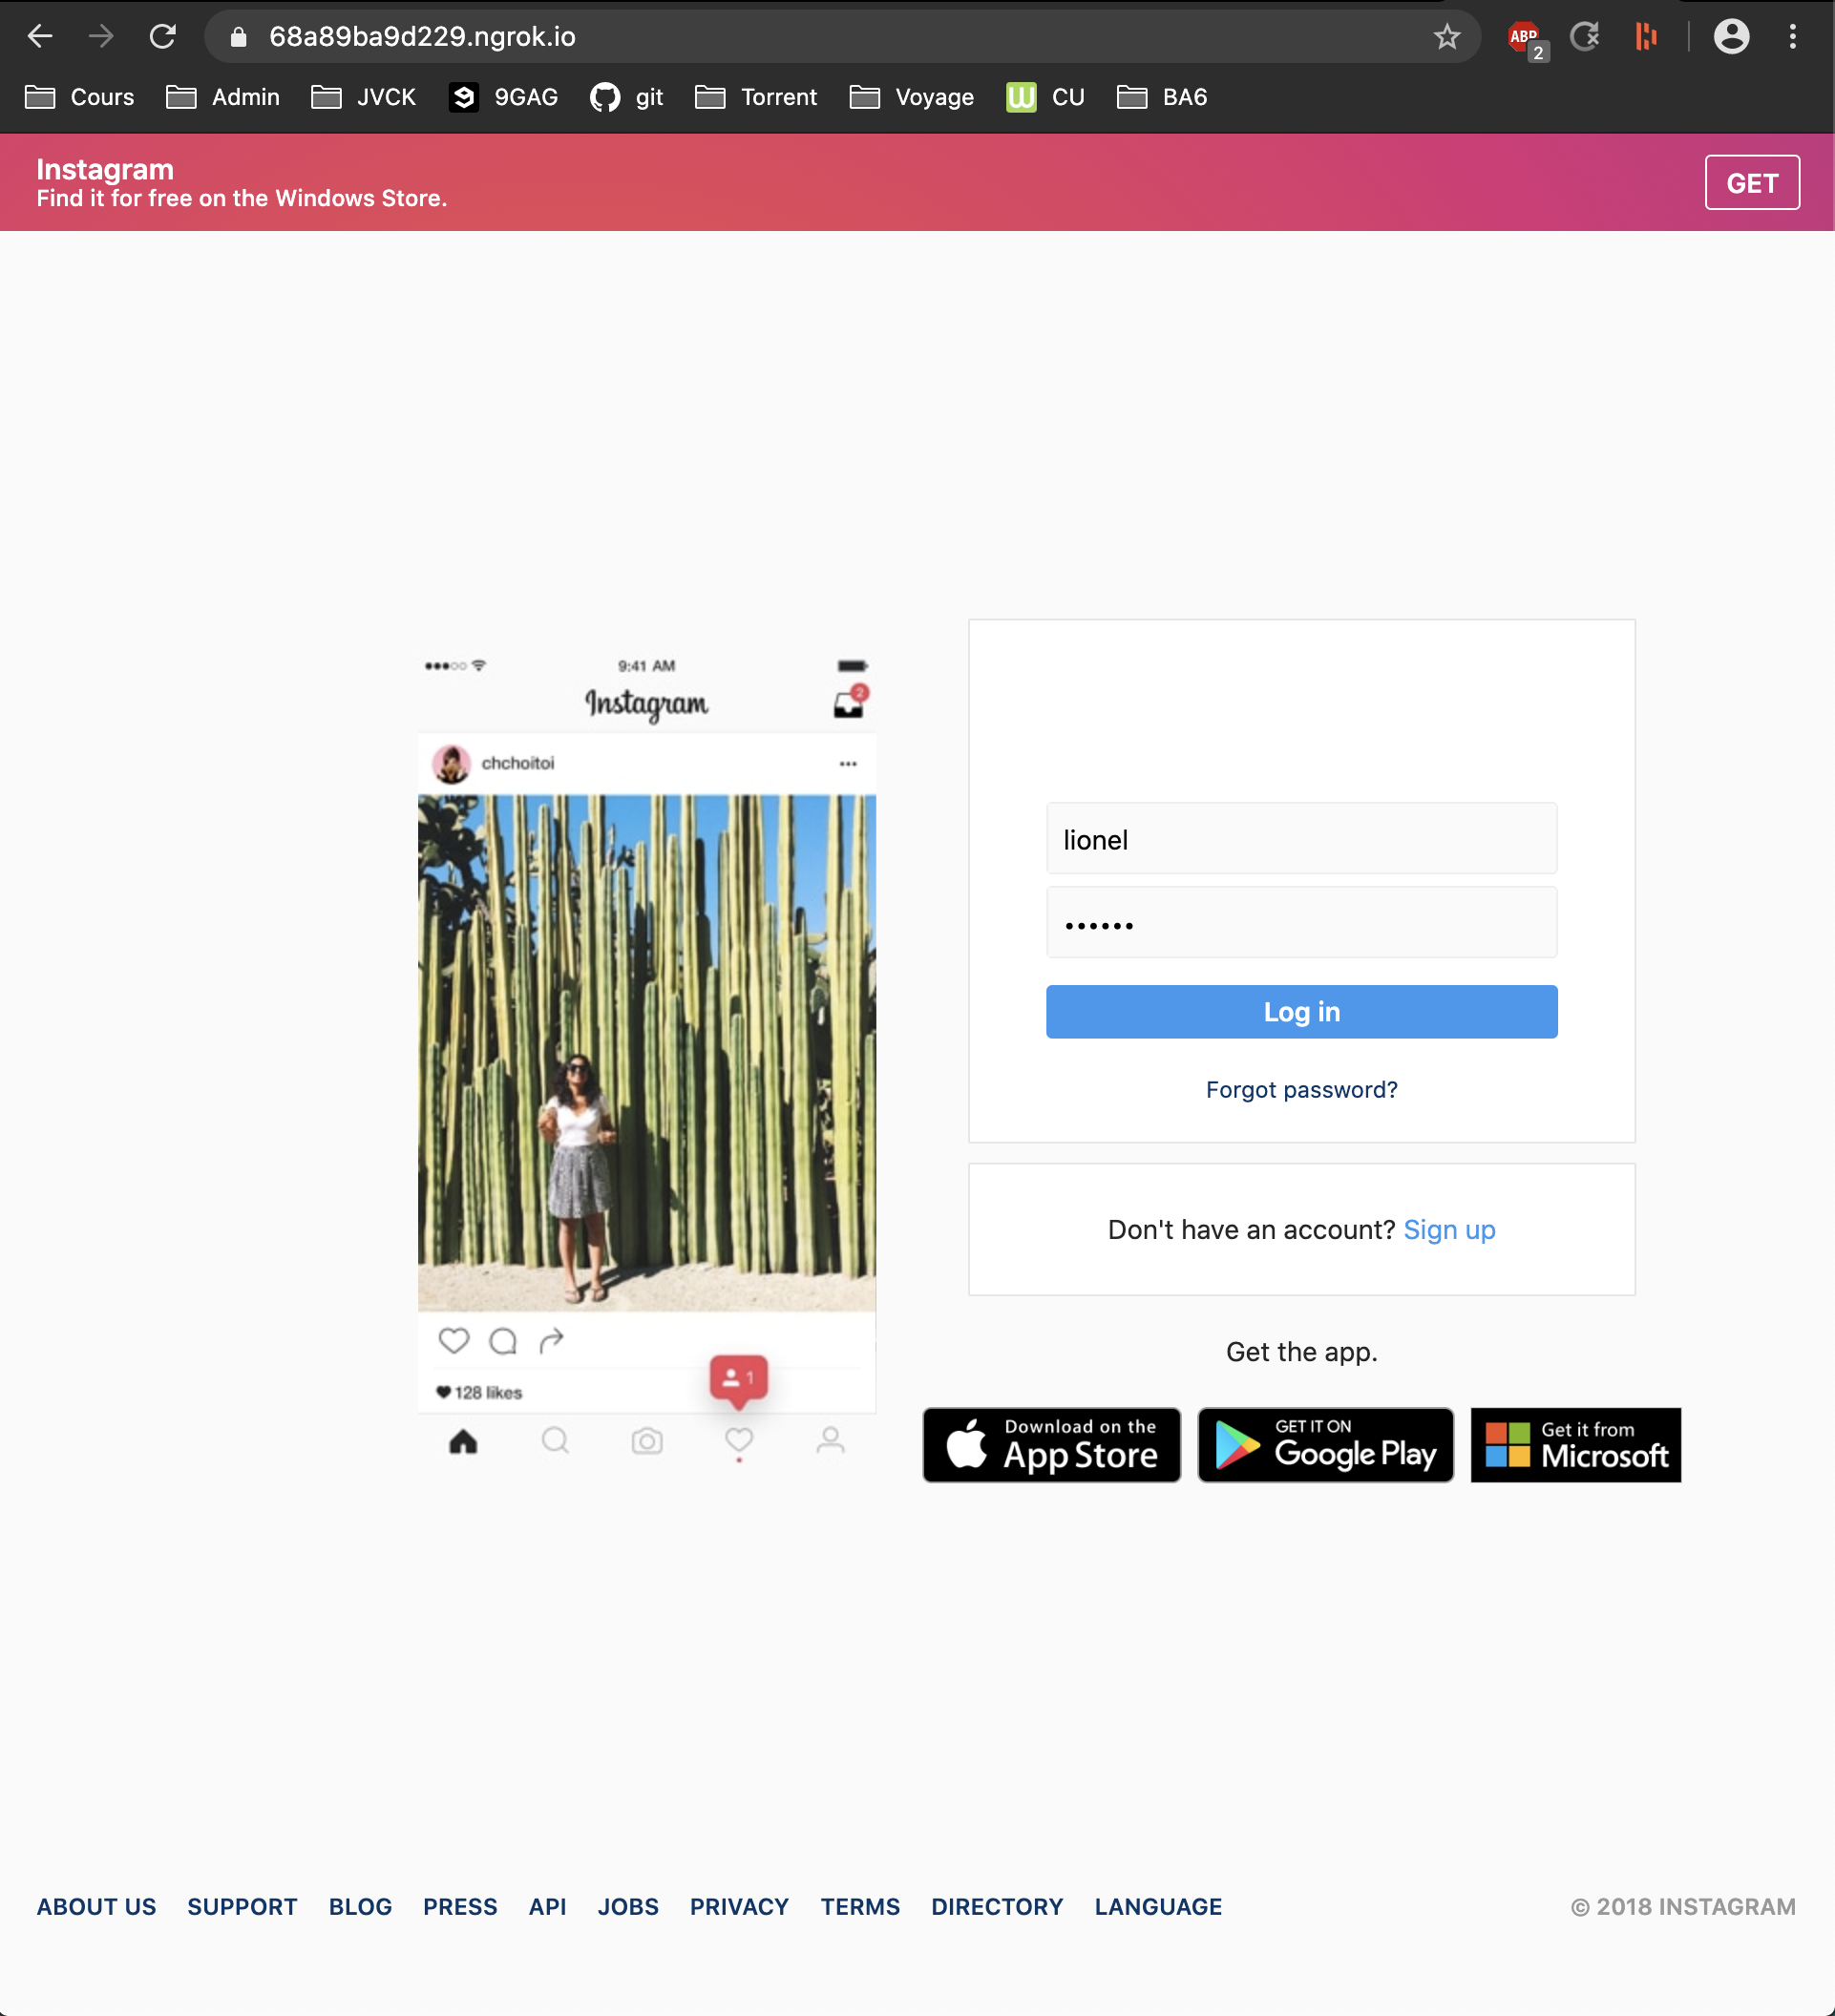 68a89ba9d229.ngrok.io
ABP
2
Cours Admin JVCK 9GAG git Torrent Voyage CU BA6
Instagram
Find it for free on the Windows Store.
GET
9:41 AM
Instagram
2
chchoitoi
128 likes
1
lionel
••••••
Log in
Forgot password?
Don't have an account? Sign up
Get the app.
Download on the
App Store
GET IT ON
Google Play
Get it from
Microsoft
ABOUT US SUPPORT BLOG PRESS API JOBS PRIVACY TERMS DIRECTORY LANGUAGE
© 2018 INSTAGRAM